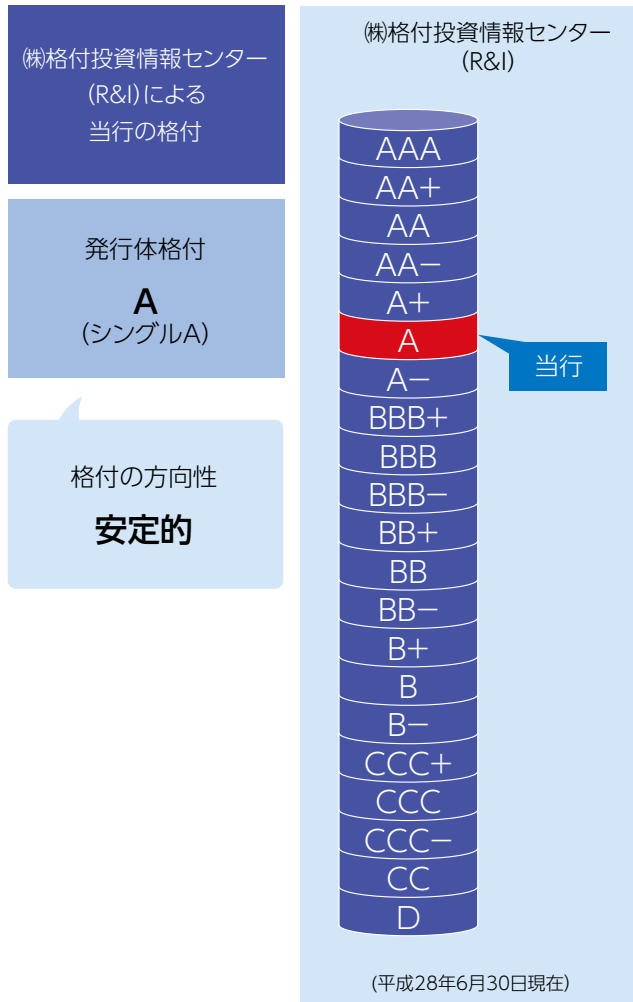 ㈱格付投資情報センター
(R&I)による
当行の格付
発行体格付
A
(シングルA)
格付の方向性
安定的
㈱格付投資情報センター
(R&I)
AAA
AA+
AA
AA−
A+
A
当行
A−
BBB+
BBB
BBB−
BB+
BB
BB−
B+
B
B−
CCC+
CCC
CCC−
CC
D
(平成28年6月30日現在)